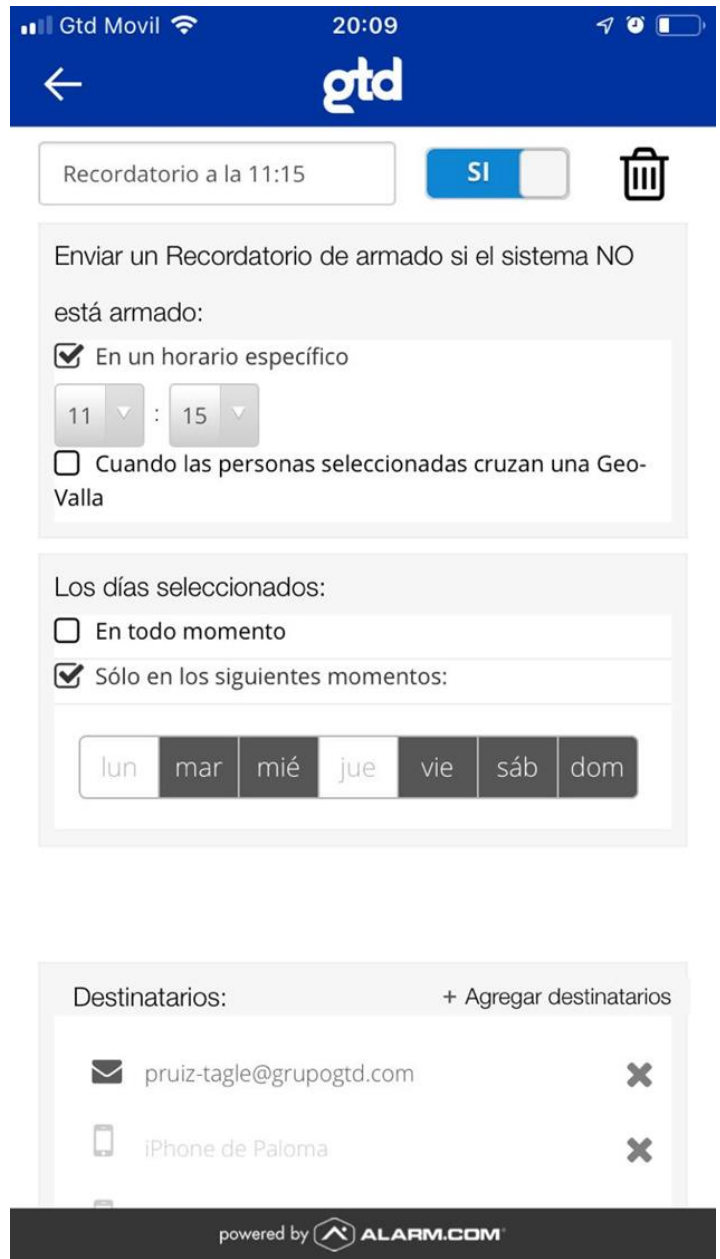 Gtd Movil 20:09
gtd
Recordatorio a la 11:15 SI
Enviar un Recordatorio de armado si el sistema NO
está armado:
En un horario específico
11 : 15
Cuando las personas seleccionadas cruzan una Geo-
Valla
Los días seleccionados:
En todo momento
Sólo en los siguientes momentos:
lun mar mié jue vie sáb dom
Destinatarios: + Agregar destinatarios
pruiz-tagle@grupogtd.com
iPhone de Paloma
powered by ALARM.COM